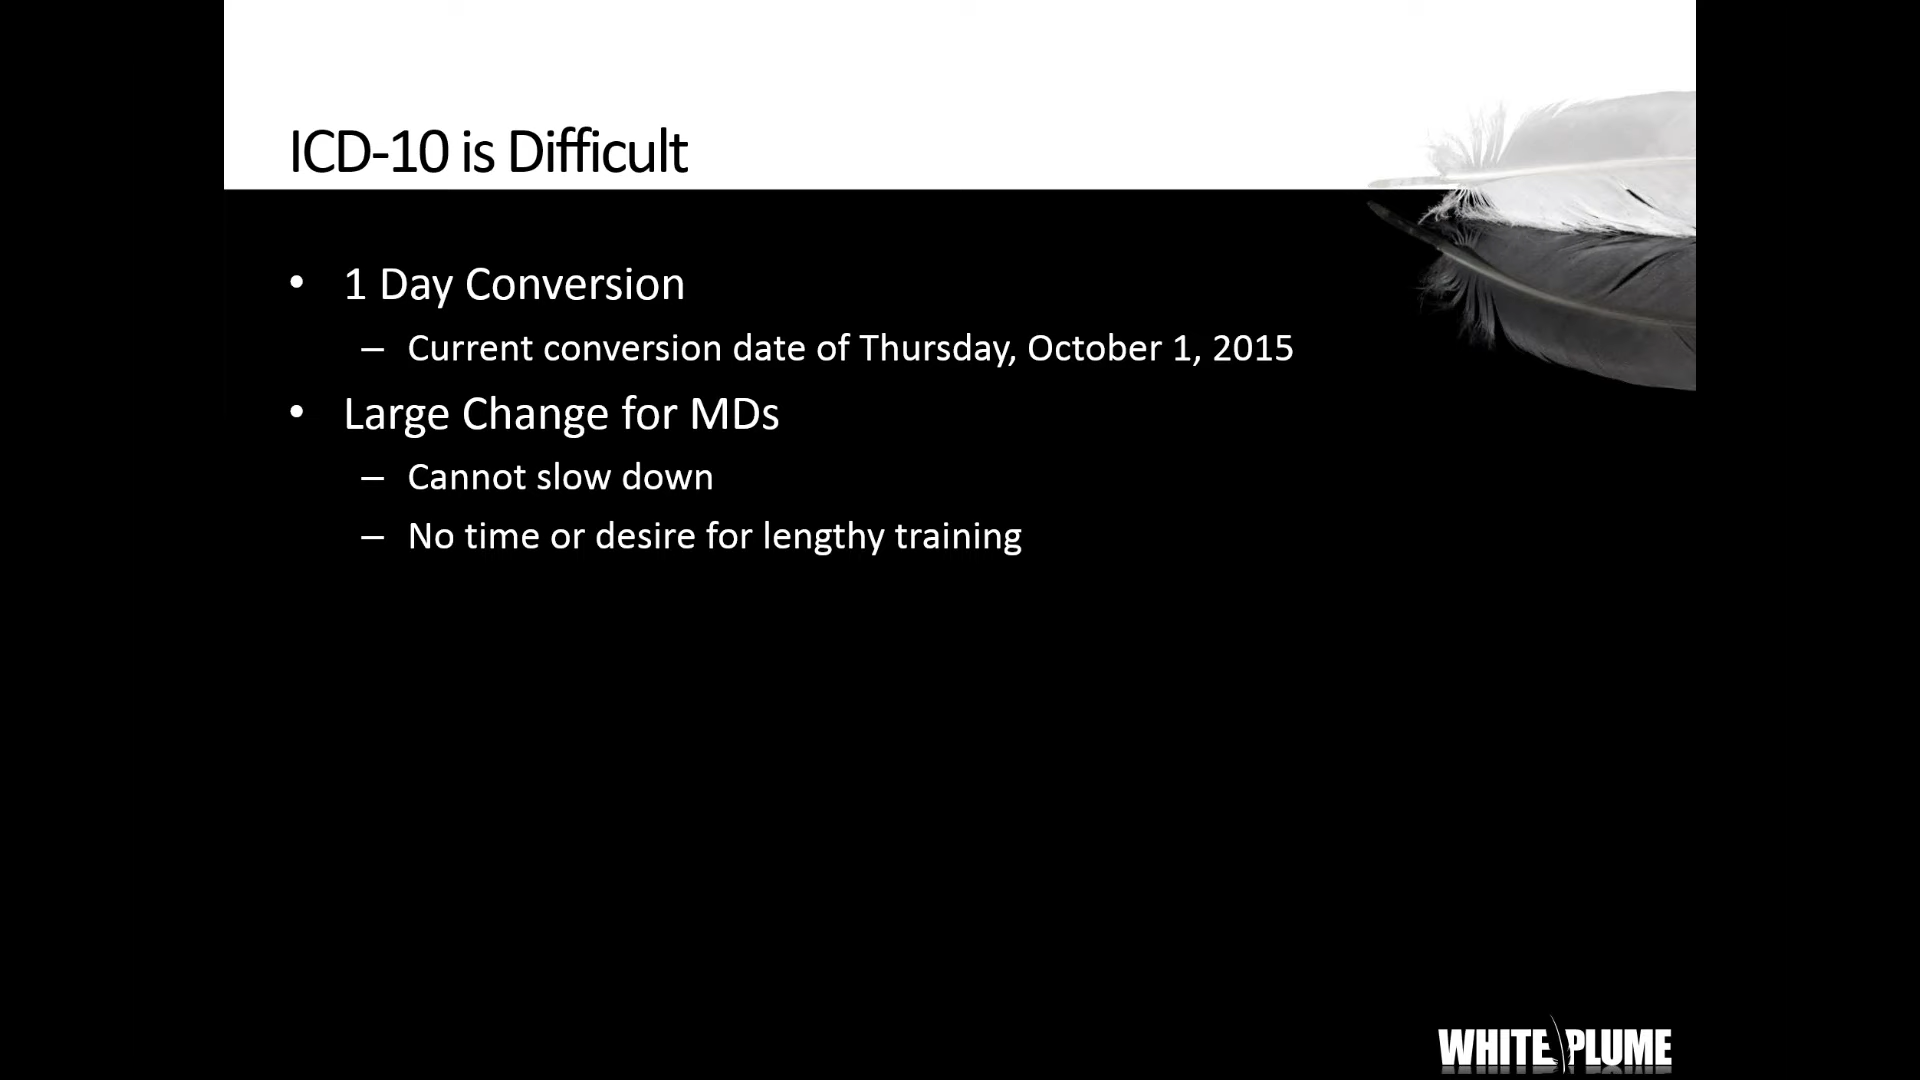 ICD-10 is Difficult
• 1 Day Conversion
– Current conversion date of Thursday, October 1, 2015
• Large Change for MDs
– Cannot slow down
– No time or desire for lengthy training
WHITE PLUME